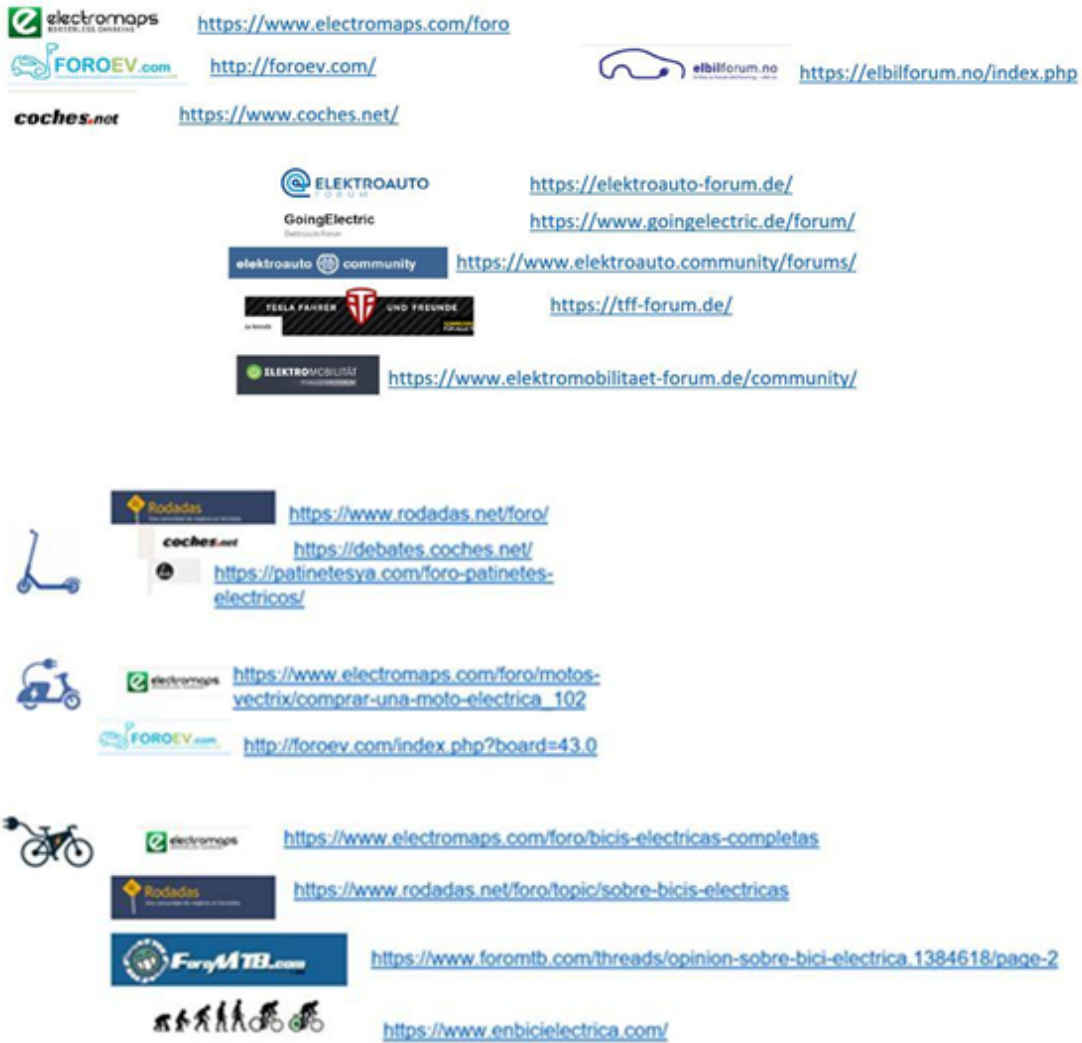 electromaps
BORDERLESS CHARGING
https://www.electromaps.com/foro
FOROEV.com
http://foroev.com/
elbilforum.no
https://elbilforum.no/index.php
coches.net
https://www.coches.net/
ELEKTROAUTO
FORUM
https://elektroauto-forum.de/
GoingElectric
Elektroauto Forum
https://www.goingelectric.de/forum/
elektroauto community
https://www.elektroauto.community/forums/
TESLA FAHRER UND FREUNDE
https://tff-forum.de/
ELEKTROMOBILITÄT
https://www.elektromobilitaet-forum.de/community/
Rodadas
https://www.rodadas.net/foro/
coches.net
https://debates.coches.net/
https://patinetesya.com/foro-patinetes-
electricos/
electromaps
https://www.electromaps.com/foro/motos-
vectrix/comprar-una-moto-electrica_102
FOROEV.com
http://foroev.com/index.php?board=43.0
electromaps
https://www.electromaps.com/foro/bicis-electricas-completas
Rodadas
https://www.rodadas.net/foro/topic/sobre-bicis-electricas
ForoMTB.com
https://www.foromtb.com/threads/opinion-sobre-bici-electrica.1384618/page-2
https://www.enbicielectrica.com/